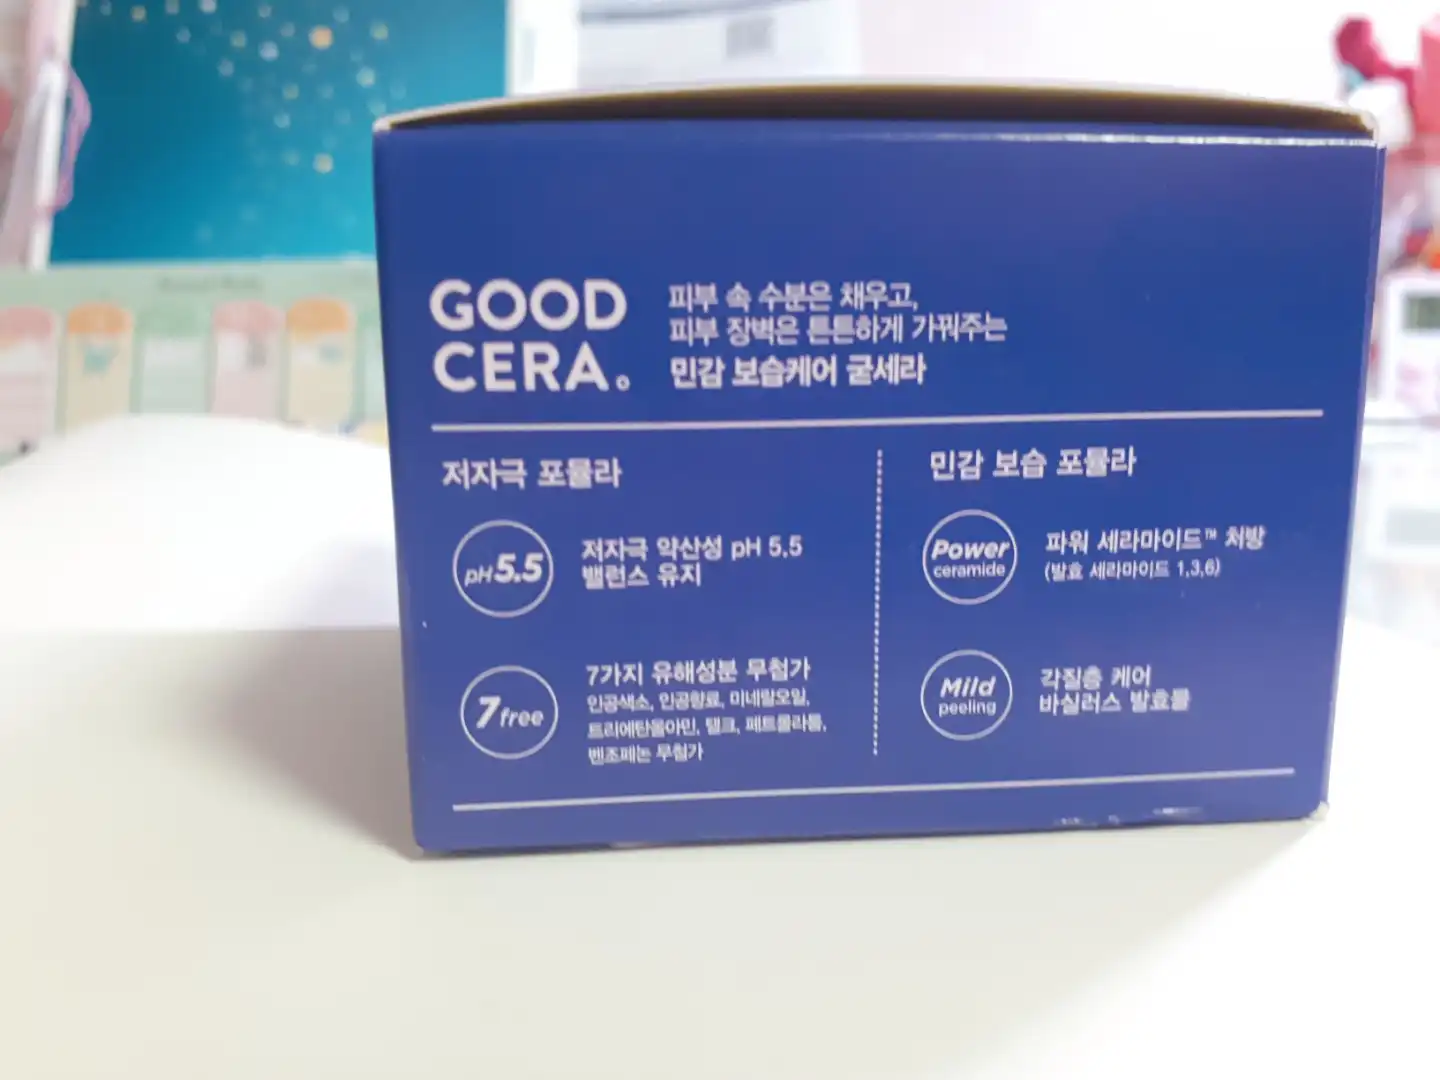 GOOD
CERA
피부 속 수분은 채우고,
피부 장벽은 튼튼하게 가꿔주는
민감 보습케어 굳세라
저자극 포뮬라
pH5.5
저자극 약산성 pH 5.5
밸런스 유지
7free
7가지 유해성분 무첨가
인공색소, 인공향료, 미네랄오일,
트리에탄올아민, 탤크, 페트롤라툼,
벤조페논 무첨가
민감 보습 포뮬라
Power
ceramide
파워 세라마이드™ 처방
(발효 세라마이드 1,3,6)
Mild
peeling
각질층 케어
바실러스 발효물